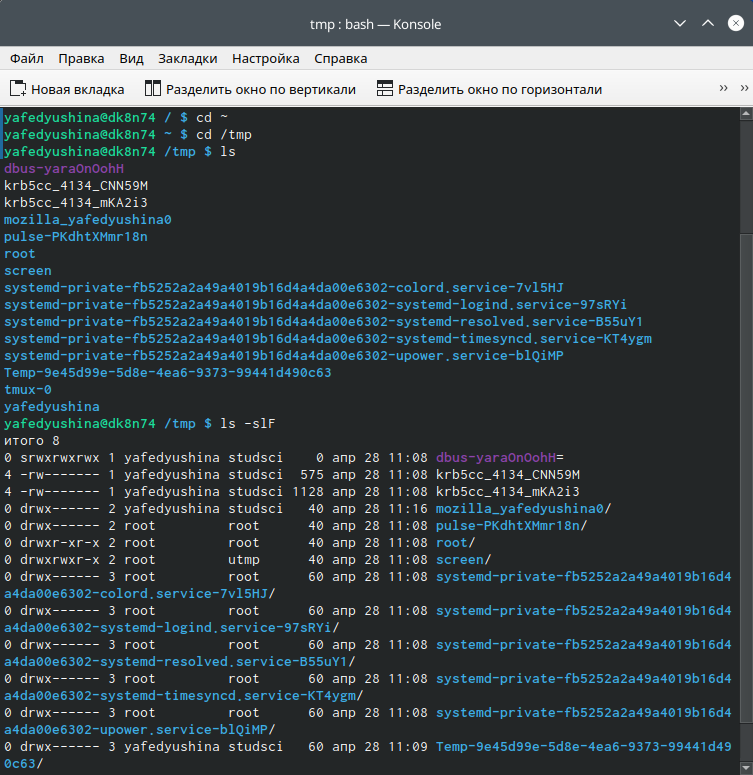 tmp : bash — Konsole
Файл Правка Вид Закладки Настройка Справка
Новая вкладка Разделить окно по вертикали Разделить окно по горизонтали
yafedyushina@dk8n74 / $ cd ~
yafedyushina@dk8n74 ~ $ cd /tmp
yafedyushina@dk8n74 /tmp $ ls
dbus-yaraOnOohH
krb5cc_4134_CNN59M
krb5cc_4134_mKA2i3
mozilla_yafedyushina0
pulse-PKdhtXMmr18n
root
screen
systemd-private-fb5252a2a49a4019b16d4a4da00e6302-colord.service-7vl5HJ
systemd-private-fb5252a2a49a4019b16d4a4da00e6302-systemd-logind.service-97sRYi
systemd-private-fb5252a2a49a4019b16d4a4da00e6302-systemd-resolved.service-B55uY1
systemd-private-fb5252a2a49a4019b16d4a4da00e6302-systemd-timesyncd.service-KT4ygm
systemd-private-fb5252a2a49a4019b16d4a4da00e6302-upower.service-blQiMP
Temp-9e45d99e-5d8e-4ea6-9373-99441d490c63
tmux-0
yafedyushina
yafedyushina@dk8n74 /tmp $ ls -slF
итого 8
0 srwxrwxrwx 1 yafedyushina studsci    0 апр 28 11:08 dbus-yaraOnOohH=
4 -rw------- 1 yafedyushina studsci  575 апр 28 11:08 krb5cc_4134_CNN59M
4 -rw------- 1 yafedyushina studsci 1128 апр 28 11:08 krb5cc_4134_mKA2i3
0 drwx------ 2 yafedyushina studsci   40 апр 28 11:16 mozilla_yafedyushina0/
0 drwx------ 2 root         root      40 апр 28 11:08 pulse-PKdhtXMmr18n/
0 drwxr-xr-x 2 root         root      40 апр 28 11:08 root/
0 drwxrwxr-x 2 root         utmp      40 апр 28 11:08 screen/
0 drwx------ 3 root         root      60 апр 28 11:08 systemd-private-fb5252a2a49a4019b16d4
a4da00e6302-colord.service-7vl5HJ/
0 drwx------ 3 root         root      60 апр 28 11:08 systemd-private-fb5252a2a49a4019b16d4
a4da00e6302-systemd-logind.service-97sRYi/
0 drwx------ 3 root         root      60 апр 28 11:08 systemd-private-fb5252a2a49a4019b16d4
a4da00e6302-systemd-resolved.service-B55uY1/
0 drwx------ 3 root         root      60 апр 28 11:08 systemd-private-fb5252a2a49a4019b16d4
a4da00e6302-systemd-timesyncd.service-KT4ygm/
0 drwx------ 3 root         root      60 апр 28 11:08 systemd-private-fb5252a2a49a4019b16d4
a4da00e6302-upower.service-blQiMP/
0 drwx------ 3 yafedyushina studsci   60 апр 28 11:09 Temp-9e45d99e-5d8e-4ea6-9373-99441d49
0c63/